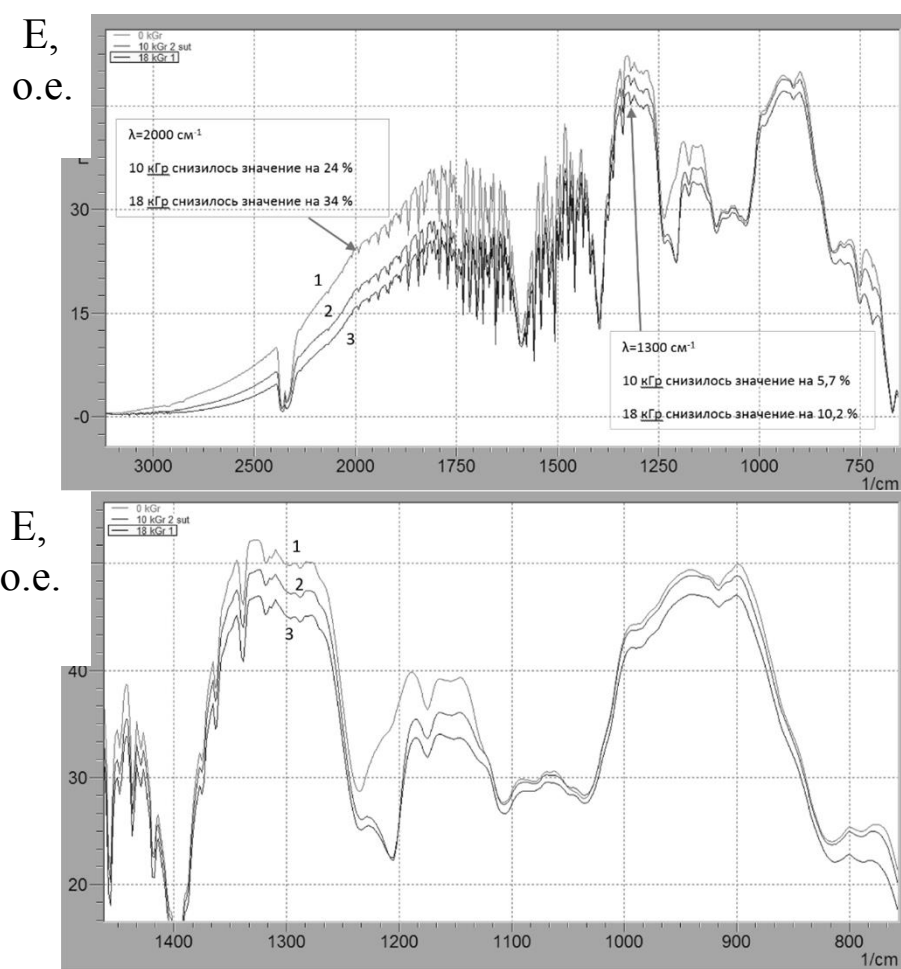 E,
о.е.
0 kGr
10 kGr 2 sut
18 kGr 1
λ=2000 см⁻¹
10 кГр снизилось значение на 24 %
18 кГр снизилось значение на 34 %
30
15
-0
1
2
3
λ=1300 см⁻¹
10 кГр снизилось значение на 5,7 %
18 кГр снизилось значение на 10,2 %
3000 2500 2000 1750 1500 1250 1000 750
1/cm
E,
о.е.
0 kGr
10 kGr 2 sut
18 kGr 1
1
2
3
40
30
20
1400 1300 1200 1100 1000 900 800
1/cm